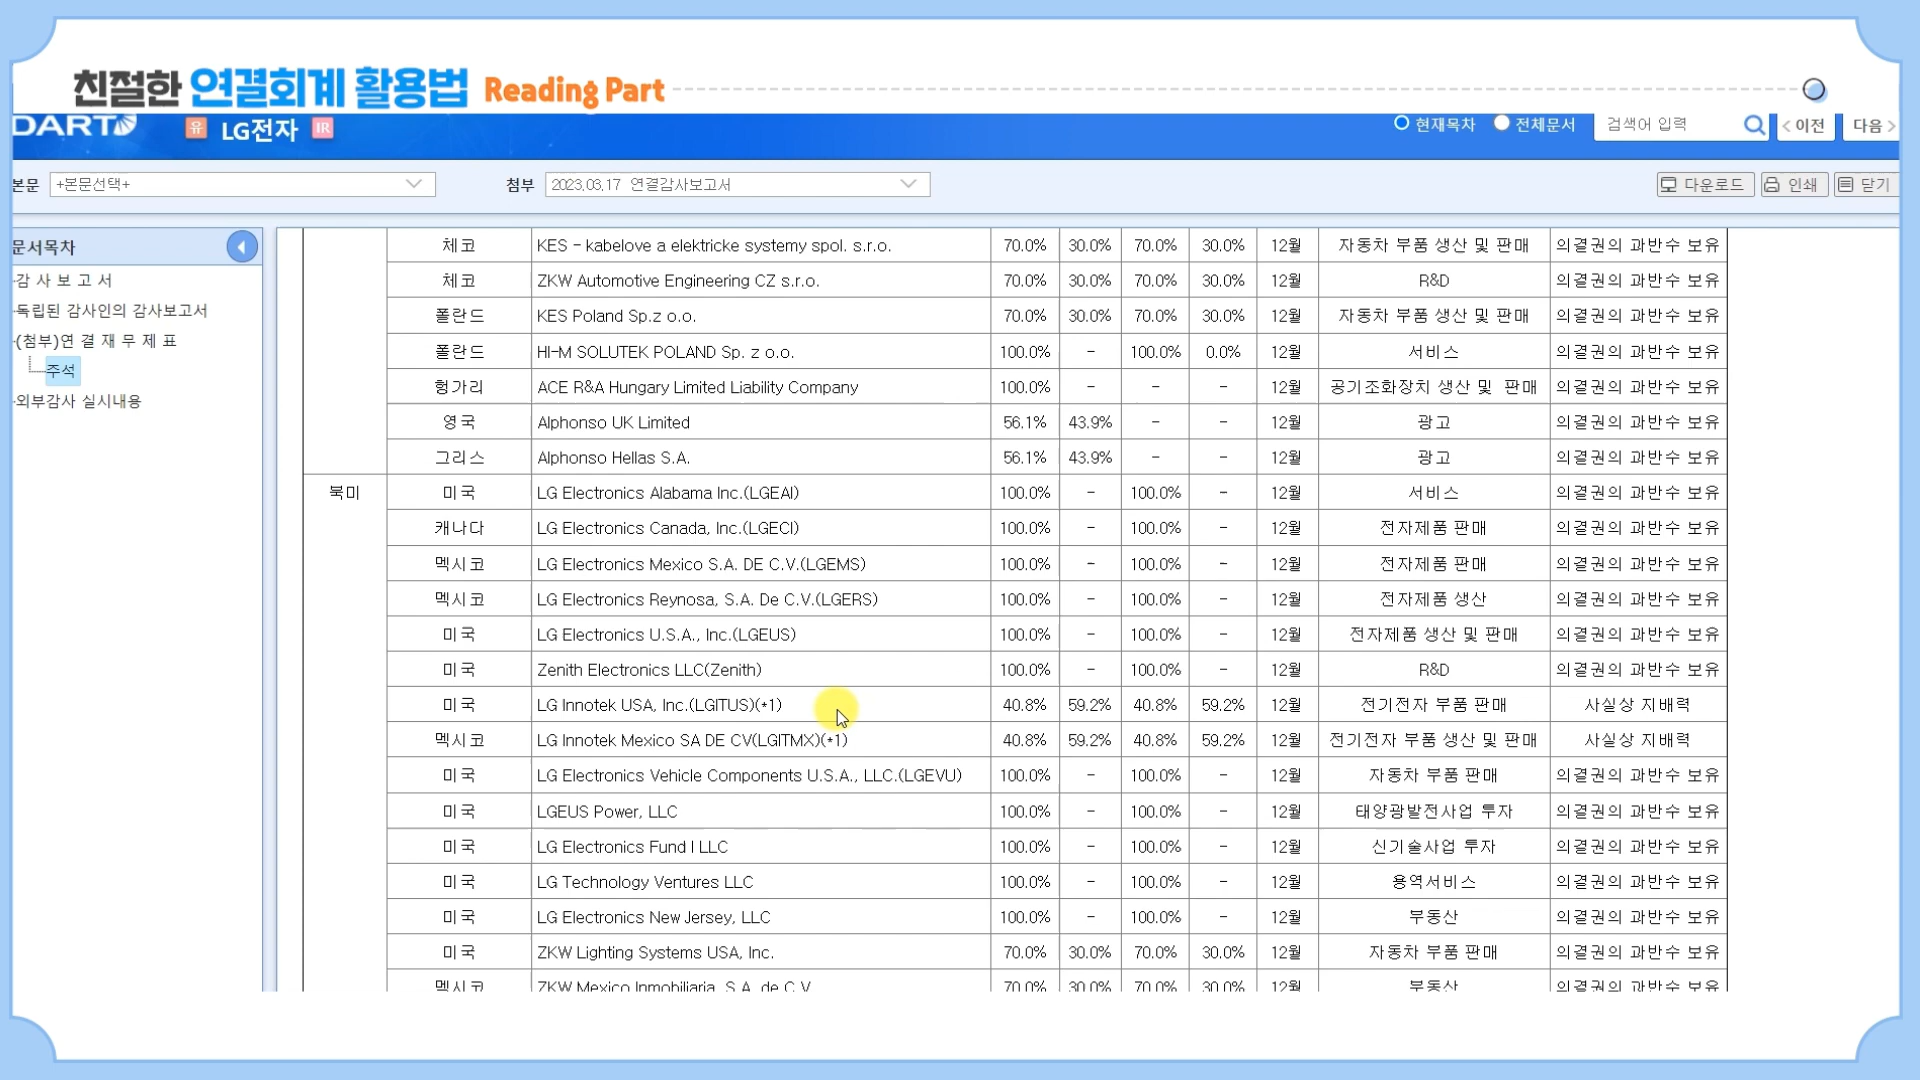 친절한 연결회계 활용법 Reading Part
DART 유 LG전자 IR 현재목차 전체문서 검색어 입력 < 이전 다음 >
본문 +본문선택+ 첨부 2023.03.17 연결감사보고서 다운로드 인쇄 닫기
문서목차
감 사 보 고 서
독립된 감사인의 감사보고서
(첨부)연 결 재 무 제 표
주석
외부감사 실시내용
체코 KES - kabelove a elektricke systemy spol. s.r.o. 70.0% 30.0% 70.0% 30.0% 12월 자동차 부품 생산 및 판매 의결권의 과반수 보유
체코 ZKW Automotive Engineering CZ s.r.o. 70.0% 30.0% 70.0% 30.0% 12월 R&D 의결권의 과반수 보유
폴란드 KES Poland Sp.z o.o. 70.0% 30.0% 70.0% 30.0% 12월 자동차 부품 생산 및 판매 의결권의 과반수 보유
폴란드 HI-M SOLUTEK POLAND Sp. z o.o. 100.0% - 100.0% 0.0% 12월 서비스 의결권의 과반수 보유
헝가리 ACE R&A Hungary Limited Liability Company 100.0% - - - 12월 공기조화장치 생산 및 판매 의결권의 과반수 보유
영국 Alphonso UK Limited 56.1% 43.9% - - 12월 광고 의결권의 과반수 보유
그리스 Alphonso Hellas S.A. 56.1% 43.9% - - 12월 광고 의결권의 과반수 보유
북미 미국 LG Electronics Alabama Inc.(LGEAI) 100.0% - 100.0% - 12월 서비스 의결권의 과반수 보유
캐나다 LG Electronics Canada, Inc.(LGECI) 100.0% - 100.0% - 12월 전자제품 판매 의결권의 과반수 보유
멕시코 LG Electronics Mexico S.A. DE C.V.(LGEMS) 100.0% - 100.0% - 12월 전자제품 판매 의결권의 과반수 보유
멕시코 LG Electronics Reynosa, S.A. De C.V.(LGERS) 100.0% - 100.0% - 12월 전자제품 생산 의결권의 과반수 보유
미국 LG Electronics U.S.A., Inc.(LGEUS) 100.0% - 100.0% - 12월 전자제품 생산 및 판매 의결권의 과반수 보유
미국 Zenith Electronics LLC(Zenith) 100.0% - 100.0% - 12월 R&D 의결권의 과반수 보유
미국 LG Innotek USA, Inc.(LGITUS)(*1) 40.8% 59.2% 40.8% 59.2% 12월 전기전자 부품 판매 사실상 지배력
멕시코 LG Innotek Mexico SA DE CV(LGITMX)(*1) 40.8% 59.2% 40.8% 59.2% 12월 전기전자 부품 생산 및 판매 사실상 지배력
미국 LG Electronics Vehicle Components U.S.A., LLC.(LGEVU) 100.0% - 100.0% - 12월 자동차 부품 판매 의결권의 과반수 보유
미국 LGEUS Power, LLC 100.0% - 100.0% - 12월 태양광발전사업 투자 의결권의 과반수 보유
미국 LG Electronics Fund I LLC 100.0% - 100.0% - 12월 신기술사업 투자 의결권의 과반수 보유
미국 LG Technology Ventures LLC 100.0% - 100.0% - 12월 용역서비스 의결권의 과반수 보유
미국 LG Electronics New Jersey, LLC 100.0% - 100.0% - 12월 부동산 의결권의 과반수 보유
미국 ZKW Lighting Systems USA, Inc. 70.0% 30.0% 70.0% 30.0% 12월 자동차 부품 판매 의결권의 과반수 보유
멕시코 ZKW Mexico Inmobiliaria, S.A. de C.V. 70.0% 30.0% 70.0% 30.0% 12월 부동산 의결권의 과반수 보유